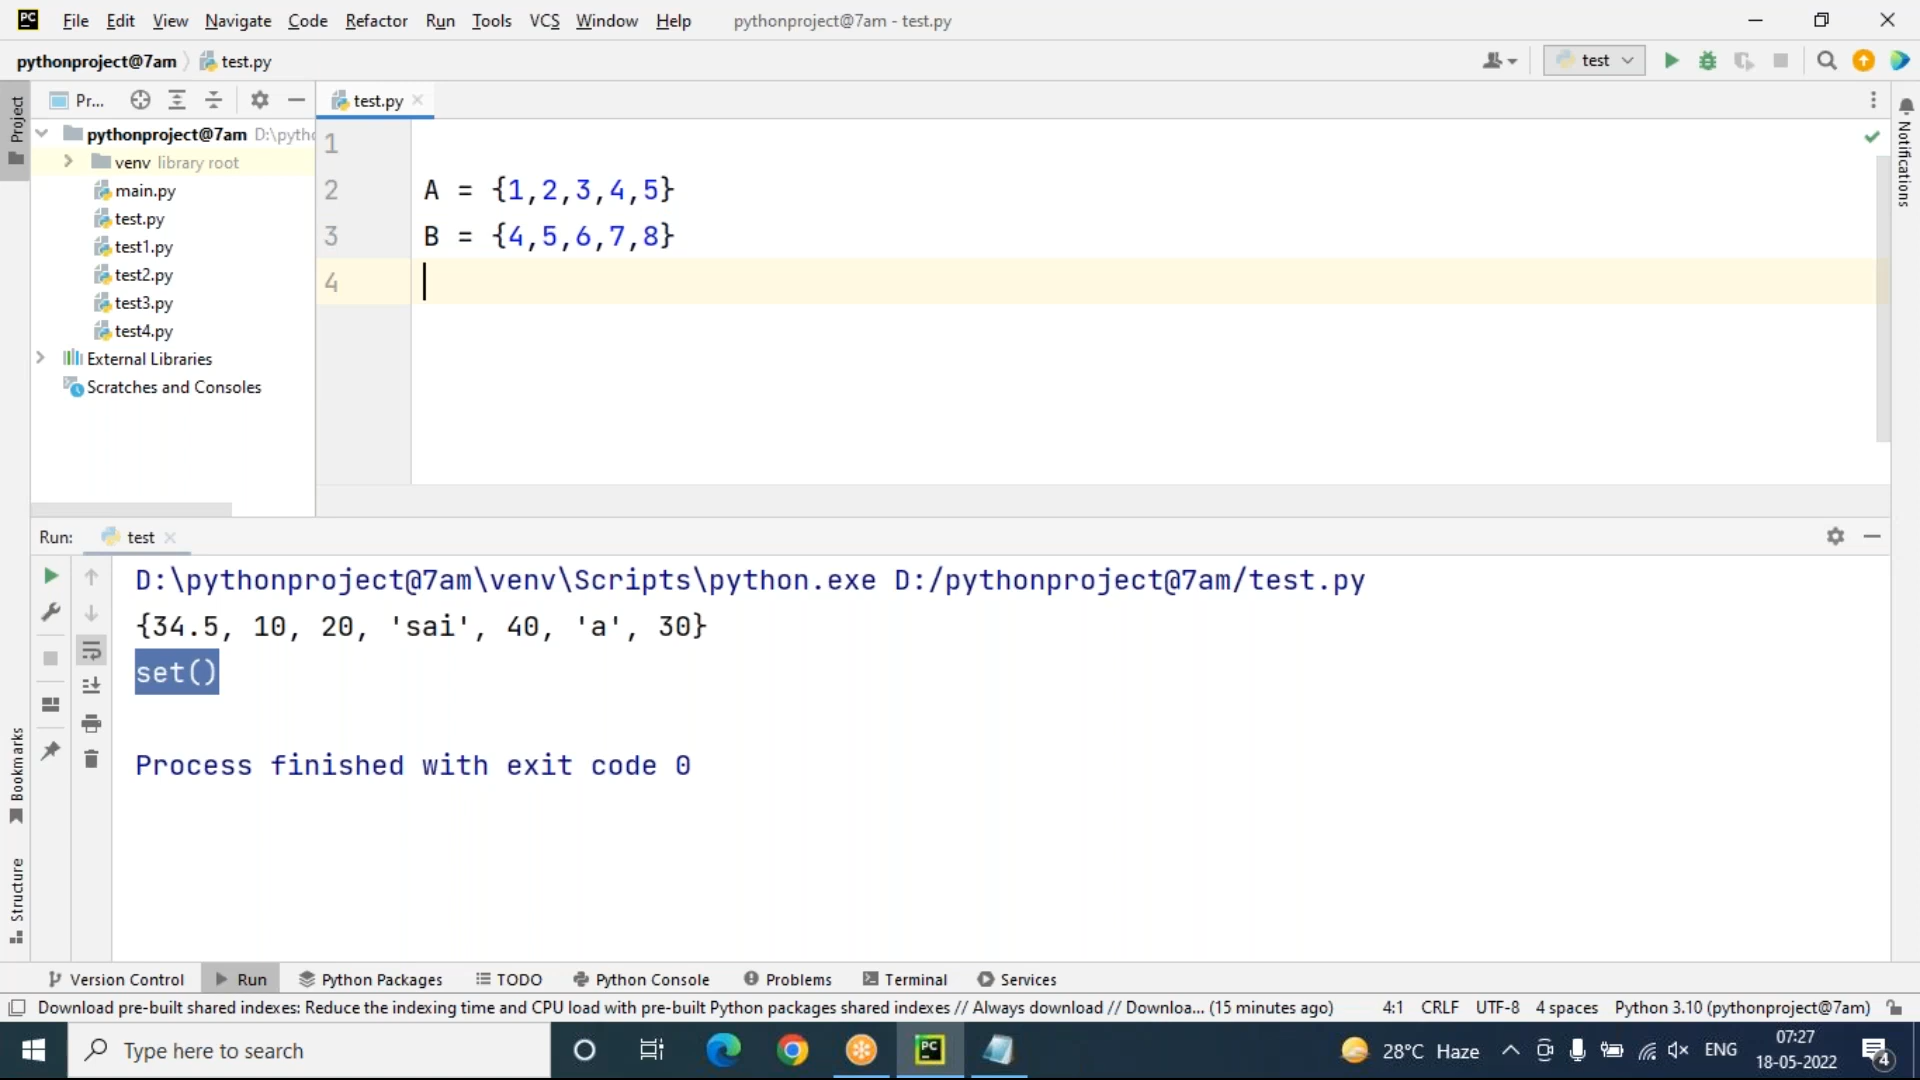 PC File Edit View Navigate Code Refactor Run Tools VCS Window Help pythonproject@7am - test.py
pythonproject@7am test.py test
Project Pr... test.py
pythonproject@7am D:\pytho
venv library root
main.py
test.py
test1.py
test2.py
test3.py
test4.py
External Libraries
Scratches and Consoles
1
2 A = {1,2,3,4,5}
3 B = {4,5,6,7,8}
4
Notifications
Run: test
D:\pythonproject@7am\venv\Scripts\python.exe D:/pythonproject@7am/test.py
{34.5, 10, 20, 'sai', 40, 'a', 30}
set()
Process finished with exit code 0
Bookmarks
Structure
Version Control Run Python Packages TODO Python Console Problems Terminal Services
Download pre-built shared indexes: Reduce the indexing time and CPU load with pre-built Python packages shared indexes // Always download // Downloa... (15 minutes ago) 4:1 CRLF UTF-8 4 spaces Python 3.10 (pythonproject@7am)
Type here to search PC 28°C Haze ENG 07:27
18-05-2022 4